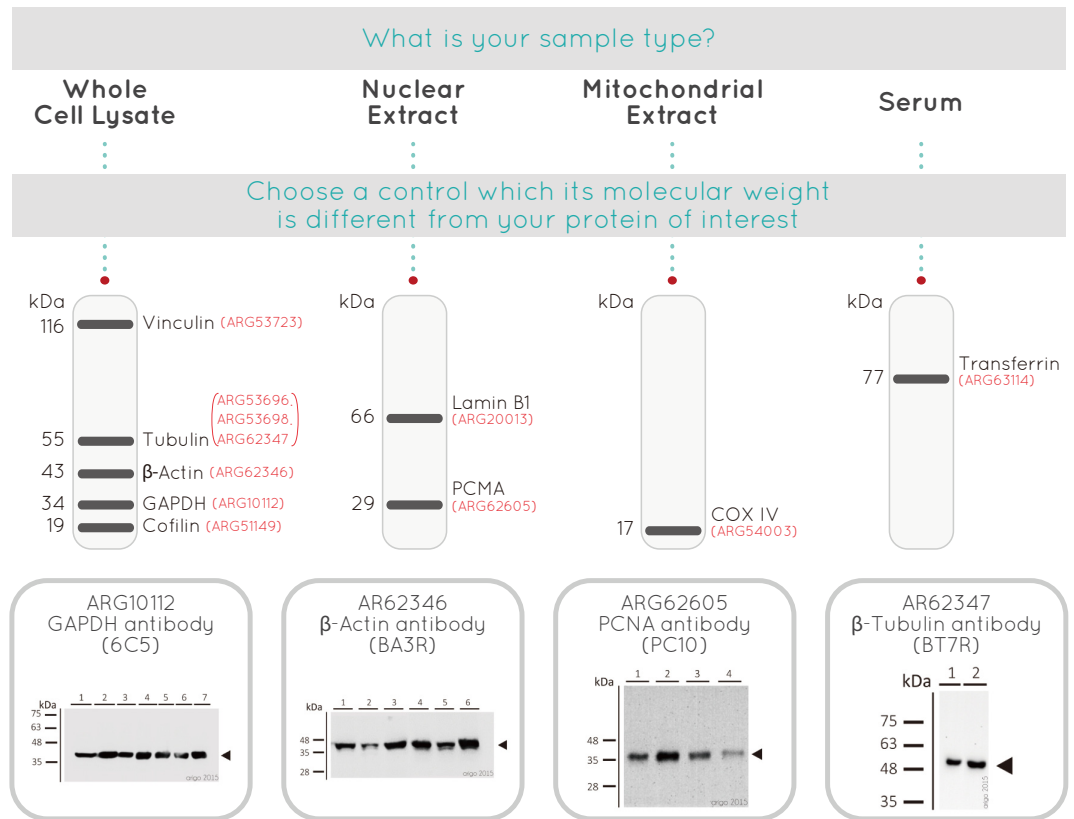 What is your sample type?
Whole
Cell Lysate
Nuclear
Extract
Mitochondrial
Extract
Serum
Choose a control which its molecular weight
is different from your protein of interest
kDa
116
Vinculin (ARG53723)
(ARG53696,
ARG53698,
ARG62347)
55
Tubulin
43
β-Actin (ARG62346)
34
GAPDH (ARG10112)
19
Cofilin (ARG51149)
kDa
66
Lamin B1
(ARG20013)
29
PCMA
(ARG62605)
kDa
17
COX IV
(ARG54003)
kDa
77
Transferrin
(ARG63114)
ARG10112
GAPDH antibody
(6C5)
1 2 3 4 5 6 7
kDa
75
63
48
35
arigo 2015
AR62346
β-Actin antibody
(BA3R)
1 2 3 4 5 6
kDa
48
35
28
arigo 2015
ARG62605
PCNA antibody
(PC10)
1 2 3 4
kDa
48
35
28
arigo 2015
AR62347
β-Tubulin antibody
(BT7R)
1 2
kDa
75
63
48
35
arigo 2015